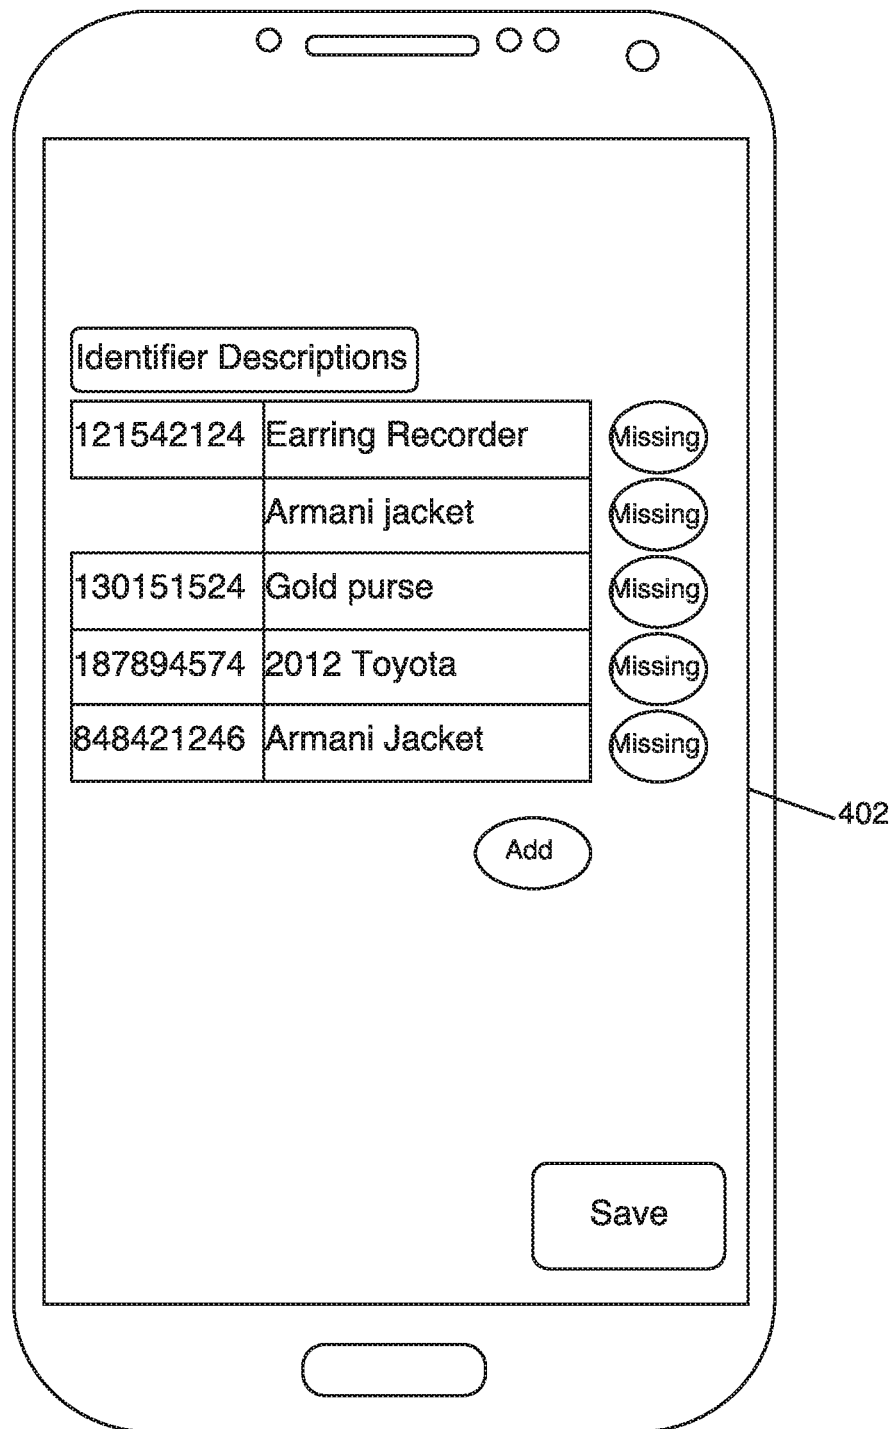 Identifier Descriptions
121542124 Earring Recorder Missing
Armani jacket Missing
130151524 Gold purse Missing
187894574 2012 Toyota Missing
848421246 Armani Jacket Missing
402
Add
Save